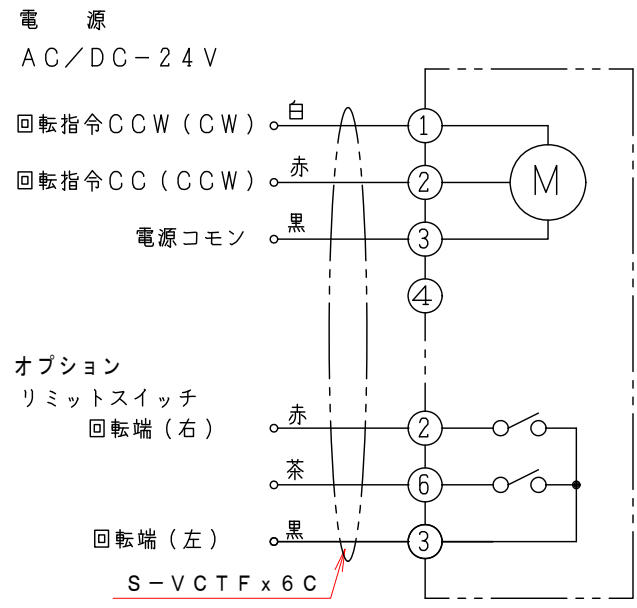 電　源
AC/DC-24V
白
回転指令CCW(CW)
1
赤
回転指令CC(CCW)
2
M
黒
電源コモン
3
4
オプション
リミットスイッチ
赤
回転端(右)
2
茶
6
黒
回転端(左)
3
S-VCTFx6C